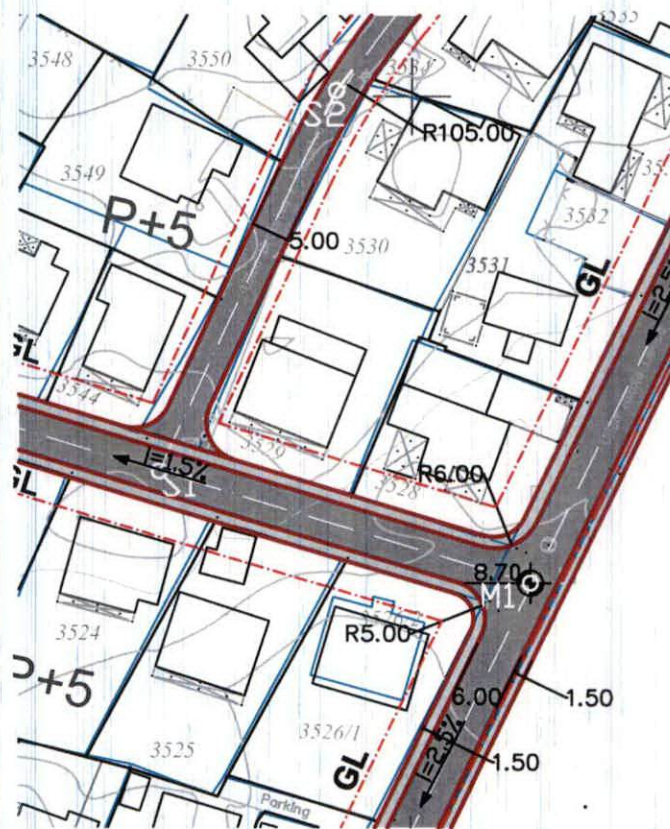 3548
3550
S2
R105.00
3549
P+5
5.00
3530
3532
3531
GL
GL
3544
I=1.5%
S1
3529
3528
R6.00
GL
8.70
M1
3524
R5.00
P+5
6.00
1.50
3525
3526/1
I=2.5%
1.50
GL
Parking